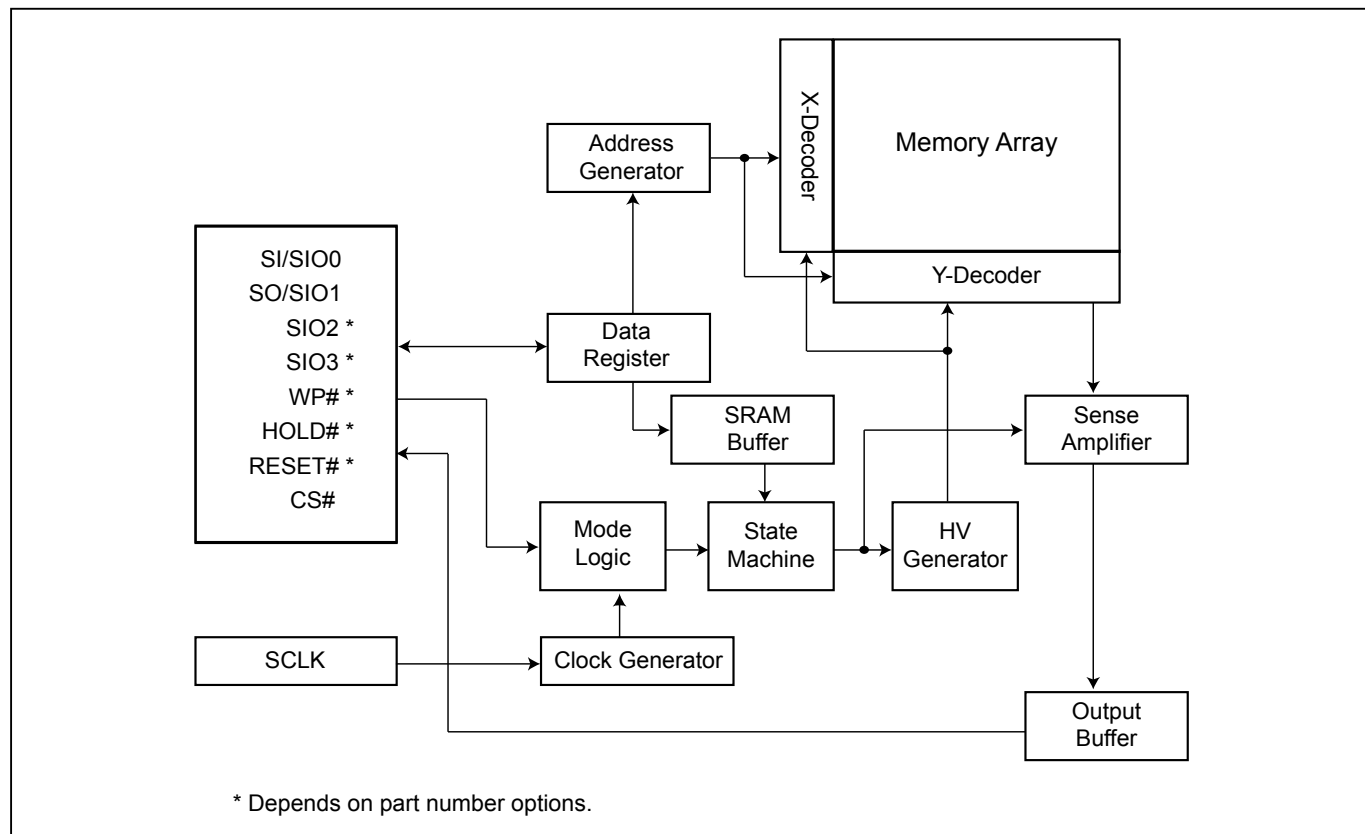 X-Decoder
Memory Array
Address
Generator
Y-Decoder
SI/SIO0
SO/SIO1
SIO2 *
SIO3 *
WP# *
HOLD# *
RESET# *
CS#
Data
Register
SRAM
Buffer
Sense
Amplifier
Mode
Logic
State
Machine
HV
Generator
SCLK
Clock Generator
Output
Buffer
* Depends on part number options.